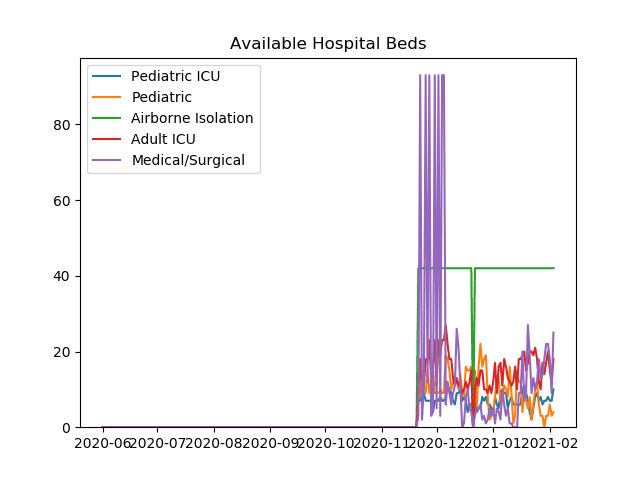 Available Hospital Beds
Pediatric ICU
Pediatric
Airborne Isolation
Adult ICU
Medical/Surgical
80
60
40
20
0
2020-06 2020-07 2020-08 2020-09 2020-10 2020-11 2020-12 2021-01 2021-02